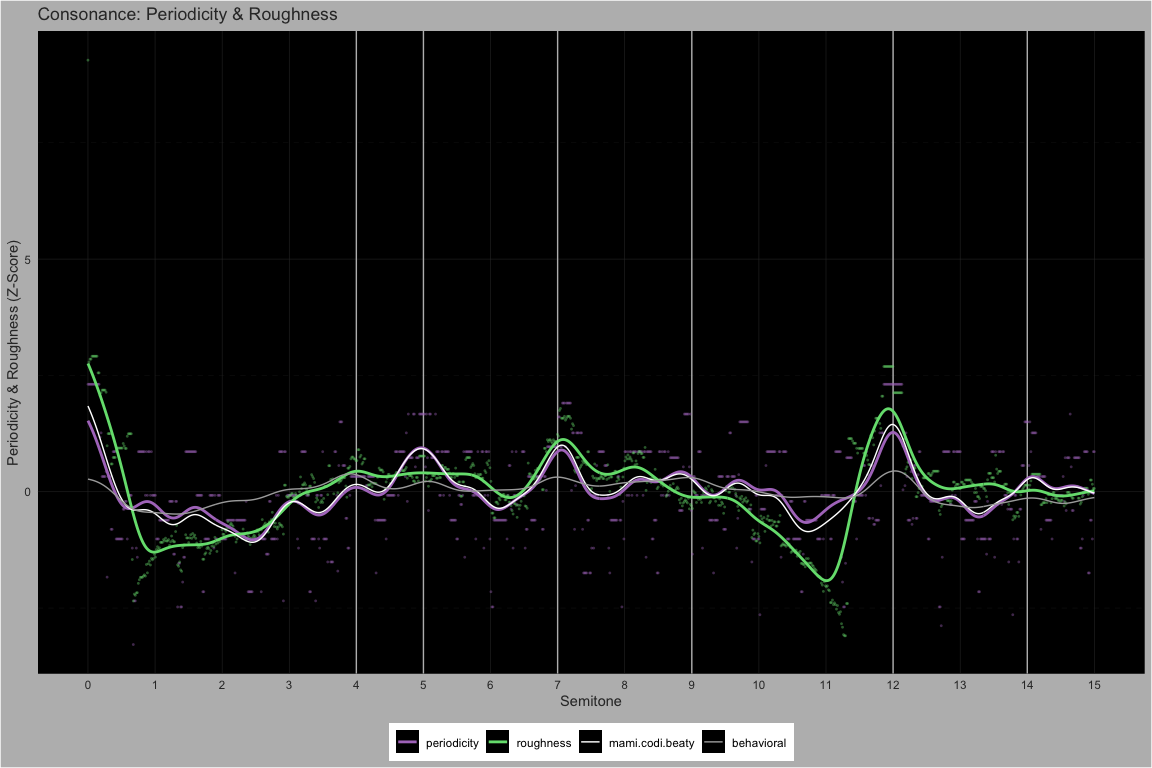 Consonance: Periodicity & Roughness
Periodicity & Roughness (Z-Score)
5
0
0 1 2 3 4 5 6 7 8 9 10 11 12 13 14 15
Semitone
periodicity roughness mami.codi.beaty behavioral